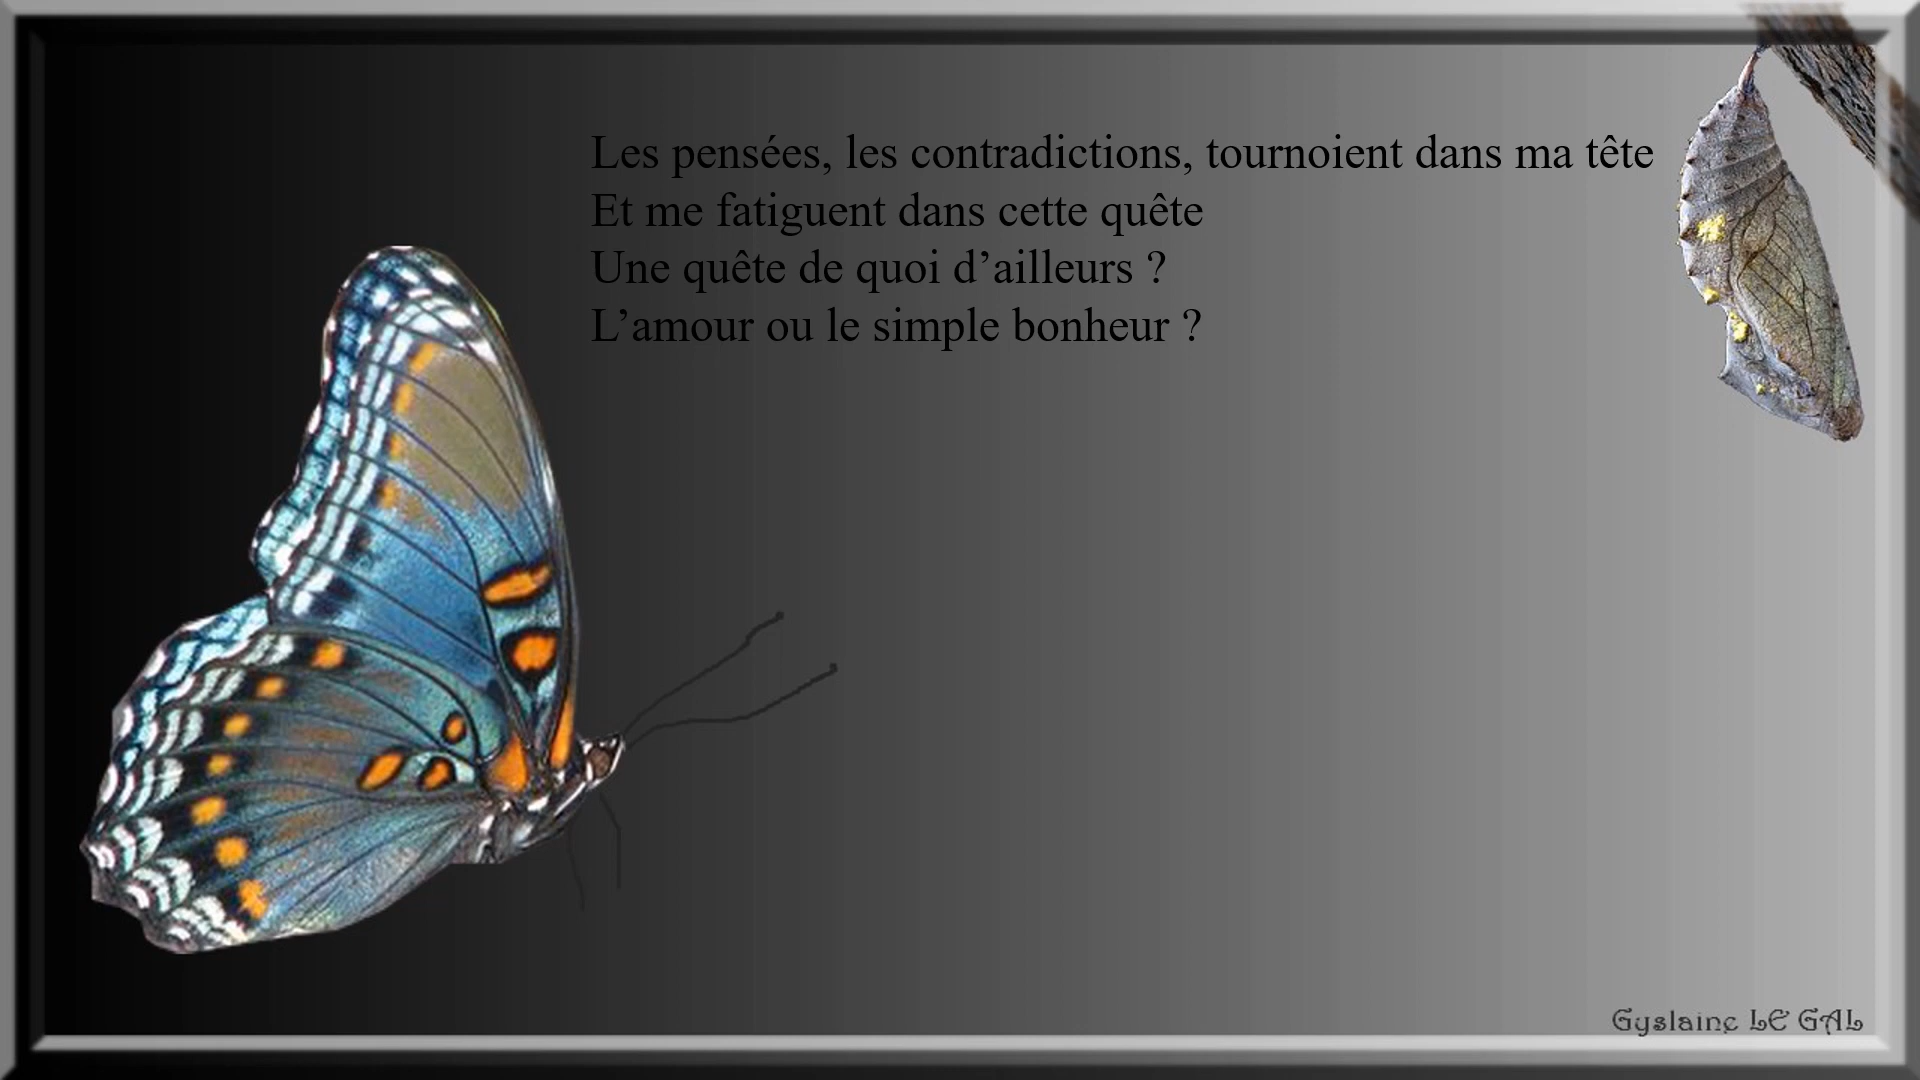 Les pensées, les contradictions, tournoient dans ma tête
Et me fatiguent dans cette quête
Une quête de quoi d’ailleurs ?
L’amour ou le simple bonheur ?
Gyslaine LE GAL